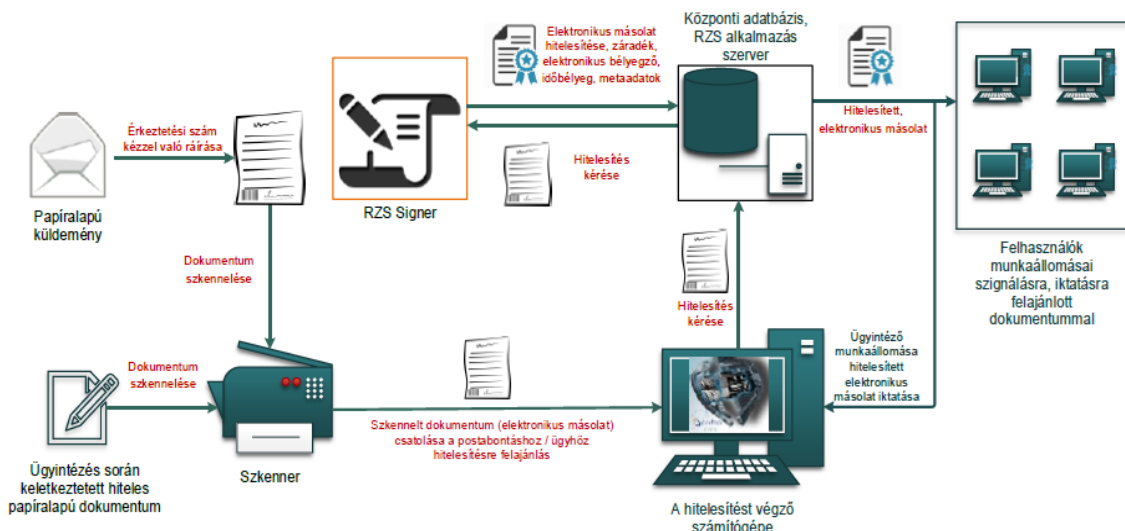 Elektronikus másolat
hitelesítése, záradék,
elektronikus bélyegző,
időbélyeg, metaadatok
Központi adatbázis,
RZS alkalmazás
szerver
Érkeztetési szám
kézzel való ráírása
Hitelesített,
elektronikus másolat
Hitelesítés
kérése
Papíralapú
küldemény
RZS Signer
Dokumentum
szkennelése
Hitelesítés
kérése
Felhasználók
munkaállomásai
szignálásra, iktatásra
felajánlott
dokumentummal
Ügyintéző
munkaállomása
hitelesített
elektronikus
másolat iktatása
Dokumentum
szkennelése
Szkennelt dokumentum (elektronikus másolat)
csatolása a postabontáshoz / ügyhöz
hitelesítésre felajánlás
Ügyintézés során
keletkeztetett hiteles
papíralapú dokumentum
Szkenner
A hitelesítést végző
számítógépe